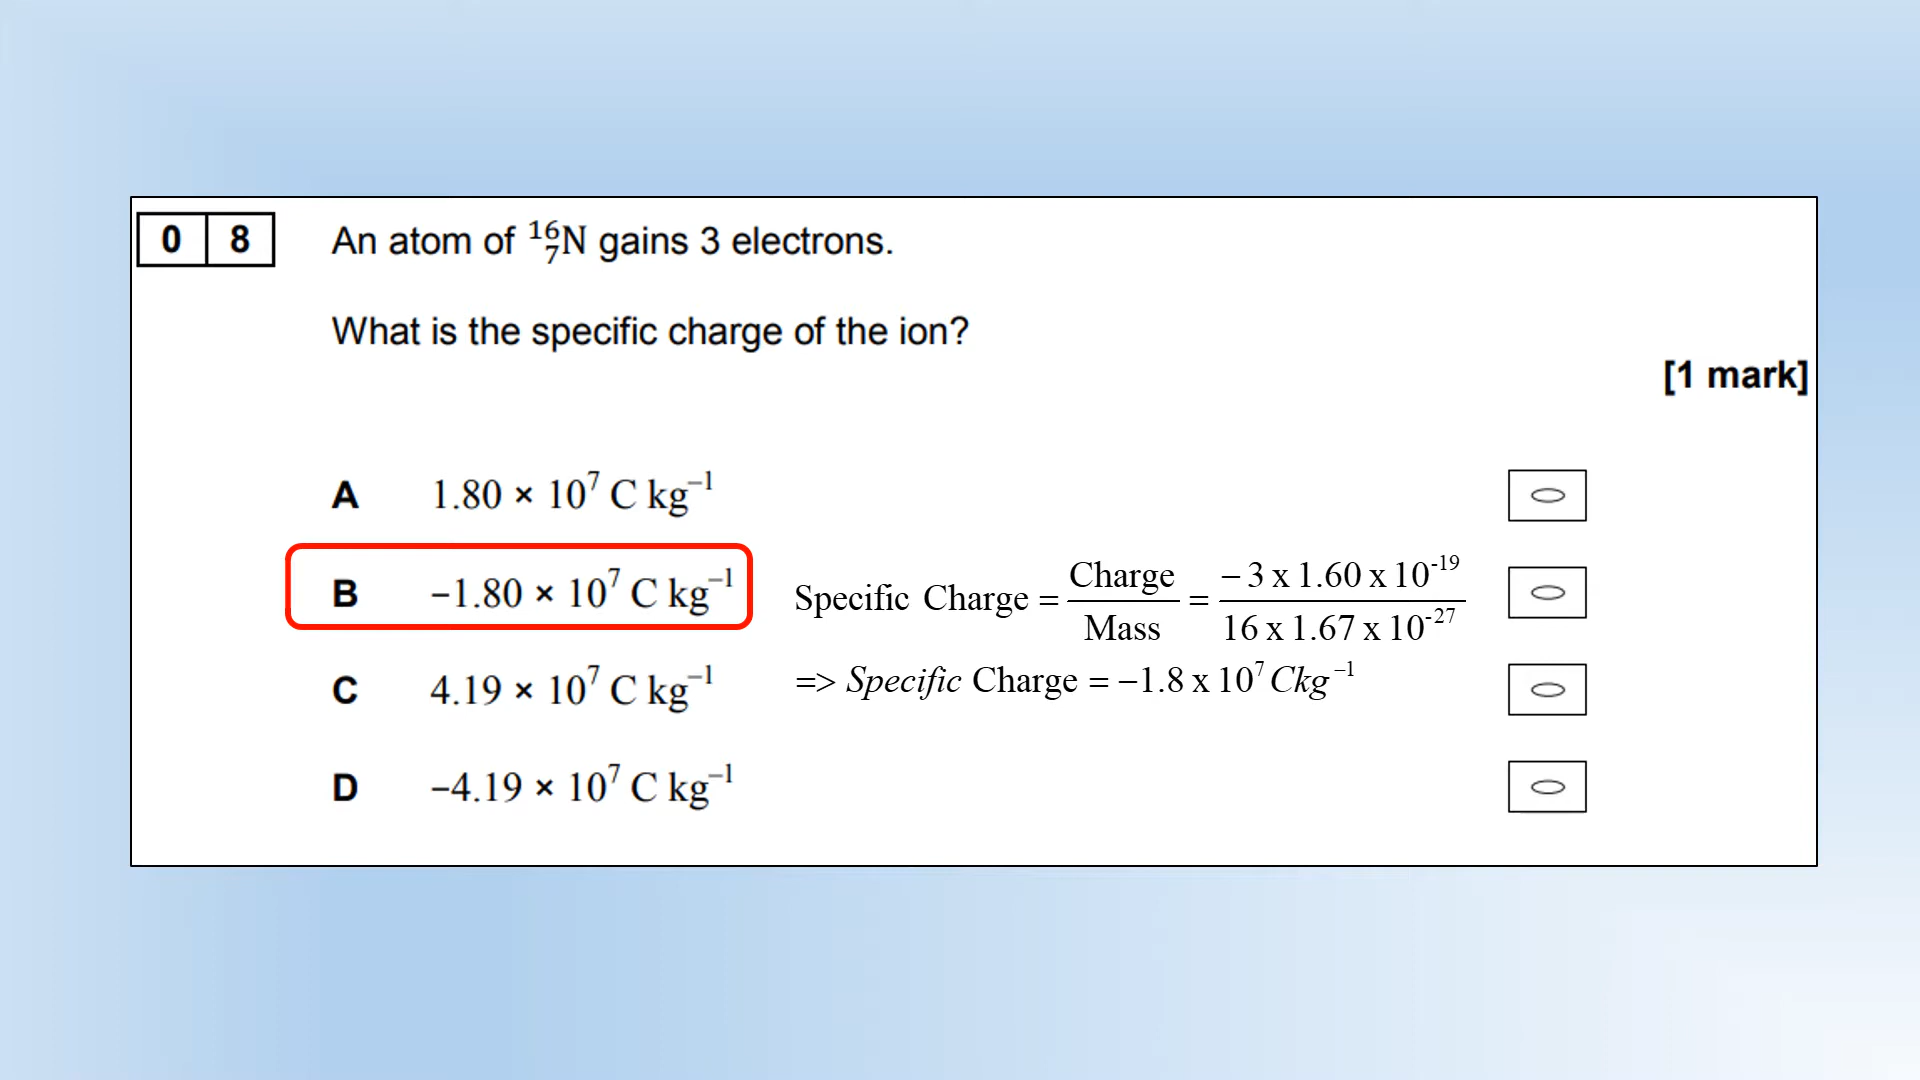 0 8 An atom of ¹⁶₇N gains 3 electrons.
What is the specific charge of the ion?
[1 mark]
A 1.80 × 10⁷ C kg⁻¹
B −1.80 × 10⁷ C kg⁻¹
Specific Charge = Charge / Mass = − 3 x 1.60 x 10⁻¹⁹ / 16 x 1.67 x 10⁻²⁷
=> Specific Charge = −1.8 x 10⁷ Ckg⁻¹
C 4.19 × 10⁷ C kg⁻¹
D −4.19 × 10⁷ C kg⁻¹